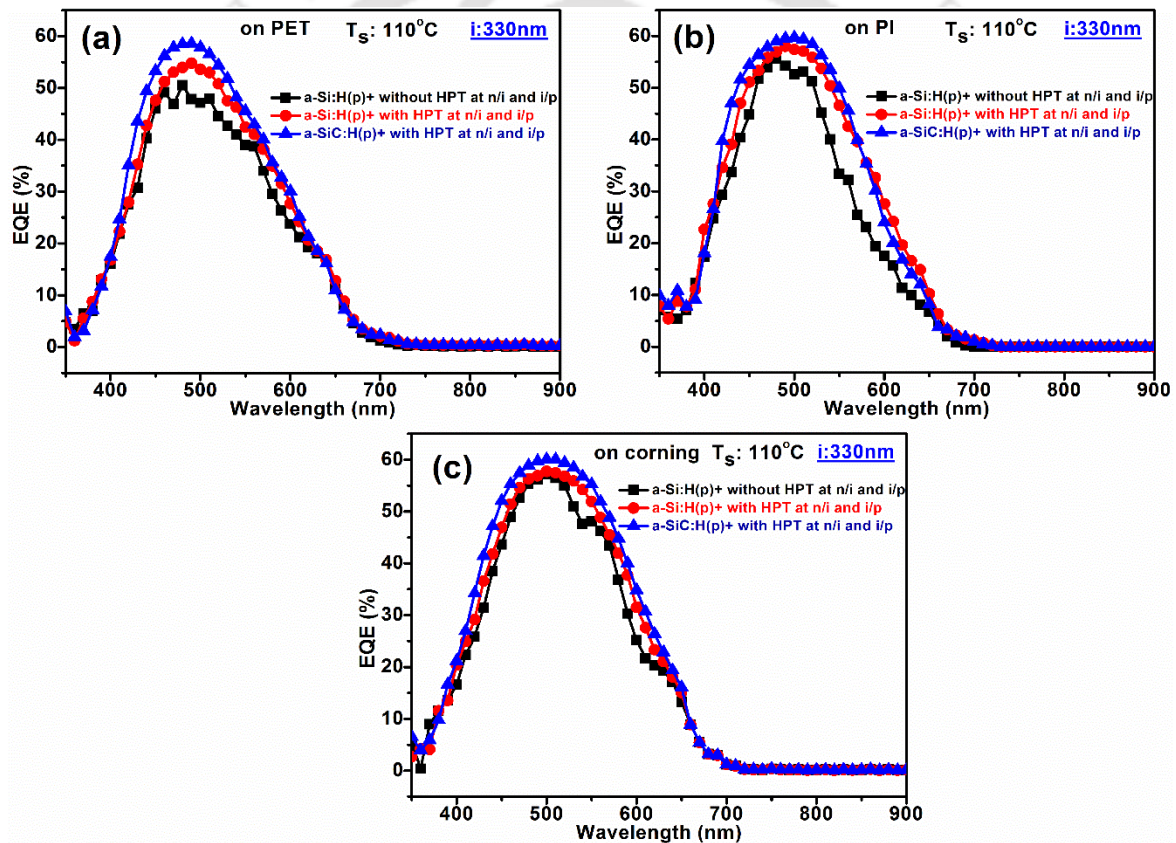 (a)
on PET Tₛ: 110°C i:330nm
a-Si:H(p)+ without HPT at n/i and i/p
a-Si:H(p)+ with HPT at n/i and i/p
a-SiC:H(p)+ with HPT at n/i and i/p
EQE (%)
60
50
40
30
20
10
0
400 500 600 700 800 900
Wavelength (nm)
(b)
on PI Tₛ: 110°C i:330nm
a-Si:H(p)+ without HPT at n/i and i/p
a-Si:H(p)+ with HPT at n/i and i/p
a-SiC:H(p)+ with HPT at n/i and i/p
EQE (%)
60
50
40
30
20
10
0
400 500 600 700 800 900
Wavelength (nm)
(c)
on corning Tₛ: 110°C i:330nm
a-Si:H(p)+ without HPT at n/i and i/p
a-Si:H(p)+ with HPT at n/i and i/p
a-SiC:H(p)+ with HPT at n/i and i/p
EQE (%)
60
50
40
30
20
10
0
400 500 600 700 800 900
Wavelength (nm)